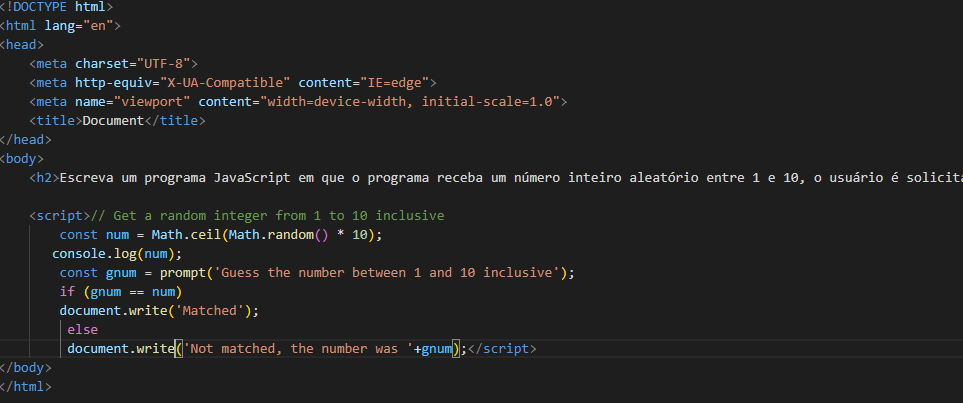 <!DOCTYPE html>
<html lang="en">
<head>
<meta charset="UTF-8">
<meta http-equiv="X-UA-Compatible" content="IE=edge">
<meta name="viewport" content="width=device-width, initial-scale=1.0">
<title>Document</title>
</head>
<body>
<h2>Escreva um programa JavaScript em que o programa receba um número inteiro aleatório entre 1 e 10, o usuário é solicita
<script>// Get a random integer from 1 to 10 inclusive
const num = Math.ceil(Math.random() * 10);
console.log(num);
const gnum = prompt('Guess the number between 1 and 10 inclusive');
if (gnum == num)
document.write('Matched');
else
document.write('Not matched, the number was '+gnum);</script>
</body>
</html>